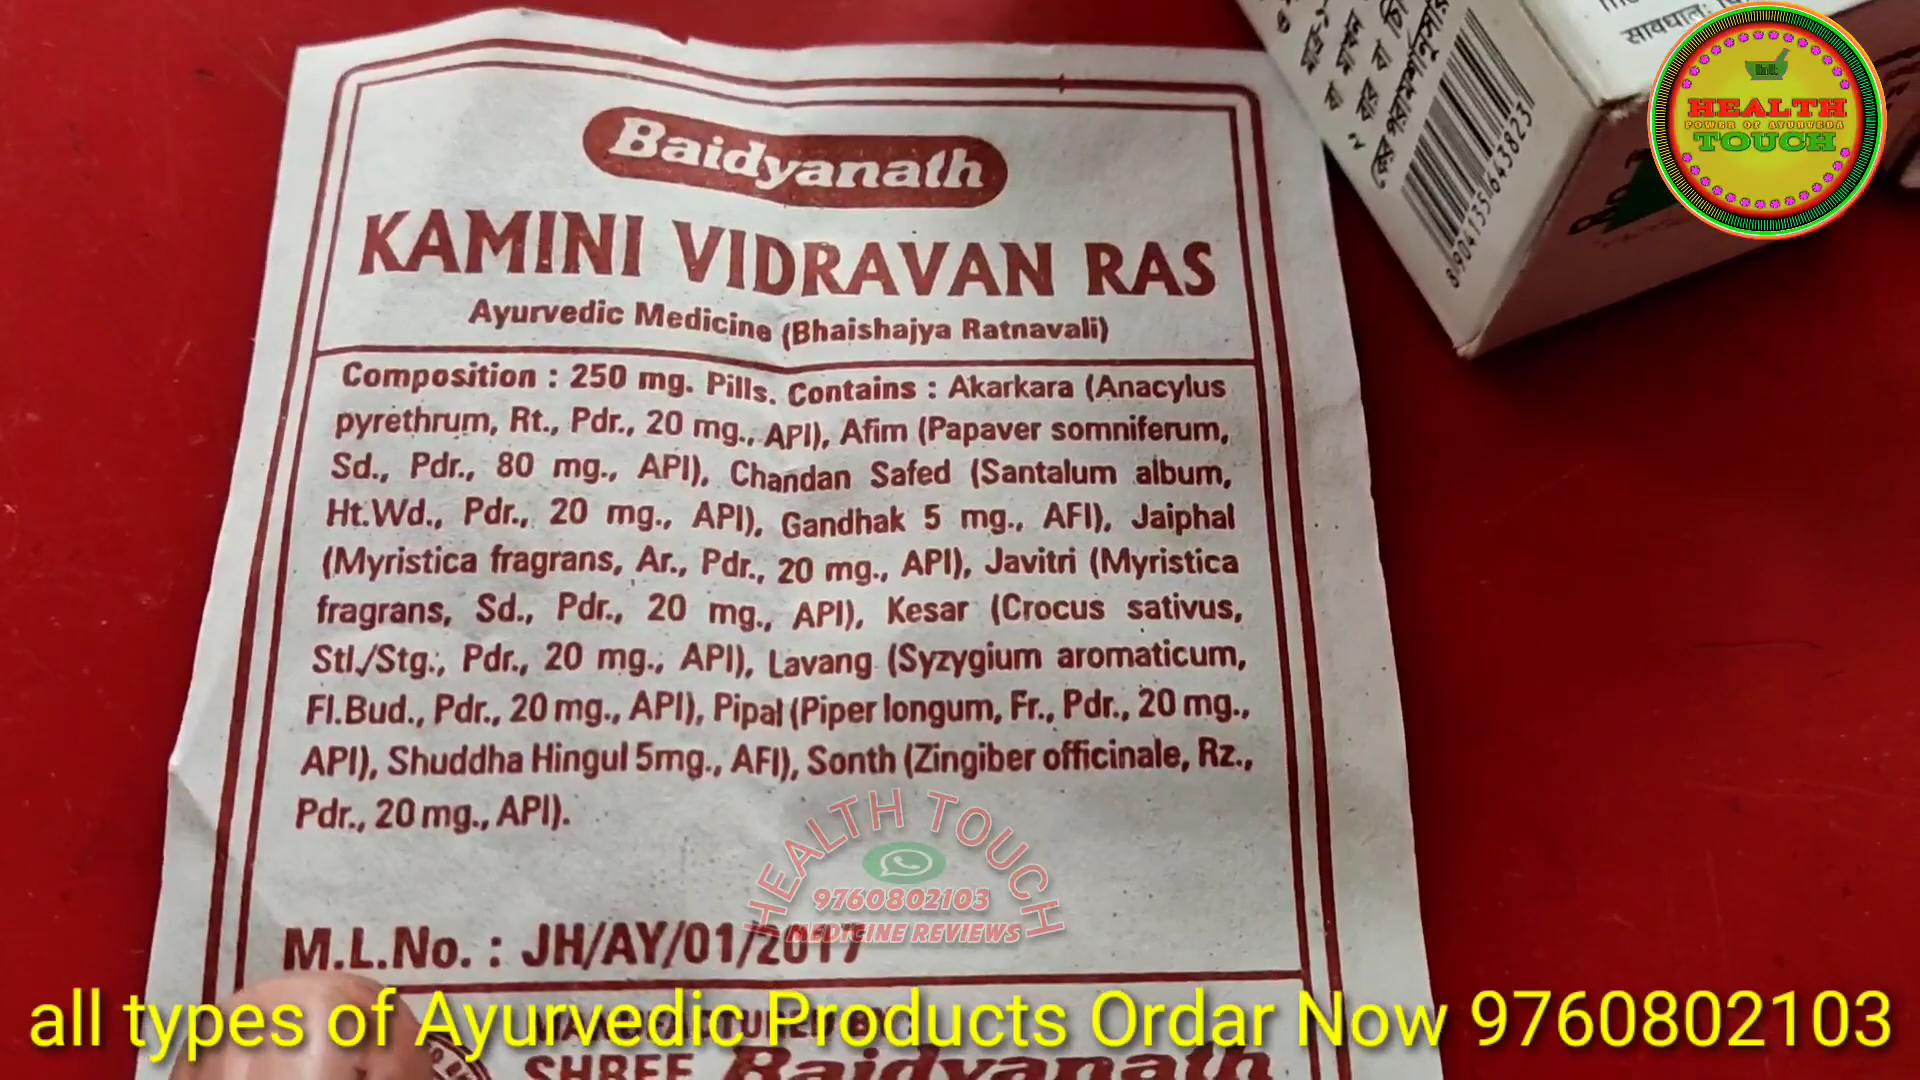 Baidyanath
KAMINI VIDRAVAN RAS
Ayurvedic Medicine (Bhaishajya Ratnavali)
Composition : 250 mg. Pills. Contains : Akarkara (Anacylus
pyrethrum, Rt., Pdr., 20 mg., API), Afim (Papaver somniferum,
Sd., Pdr., 80 mg., API), Chandan Safed (Santalum album,
Ht.Wd., Pdr., 20 mg., API), Gandhak 5 mg., AFI), Jaiphal
(Myristica fragrans, Ar., Pdr., 20 mg., API), Javitri (Myristica
fragrans, Sd., Pdr., 20 mg., API), Kesar (Crocus sativus,
Stl./Stg., Pdr., 20 mg., API), Lavang (Syzygium aromaticum,
Fl.Bud., Pdr., 20 mg., API), Pipal (Piper longum, Fr., Pdr., 20 mg.,
API), Shuddha Hingul 5mg., AFI), Sonth (Zingiber officinale, Rz.,
Pdr., 20 mg., API).
M.L.No. : JH/AY/01/2017
MANUFACTURED BY :
SHREE Baidyanath
सावधात:
8904135643823
HEALTH
POWER OF AYURVEDA
TOUCH
HEALTH TOUCH
9760802103
MEDICINE REVIEWS
all types of Ayurvedic Products Ordar Now 9760802103